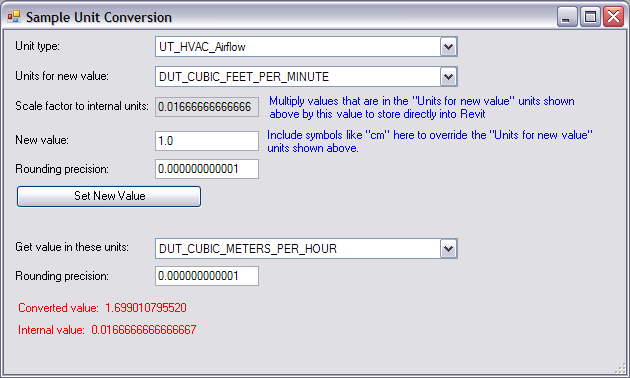 Sample Unit Conversion
Unit type: UT_HVAC_Airflow
Units for new value: DUT_CUBIC_FEET_PER_MINUTE
Scale factor to internal units: 0.01666666666666 Multiply values that are in the "Units for new value" units shown
above by this value to store directly into Revit
New value: 1.0 Include symbols like "cm" here to override the "Units for new value"
units shown above.
Rounding precision: 0.000000000001
Set New Value
Get value in these units: DUT_CUBIC_METERS_PER_HOUR
Rounding precision: 0.000000000001
Converted value: 1.699010795520
Internal value: 0.0166666666666667